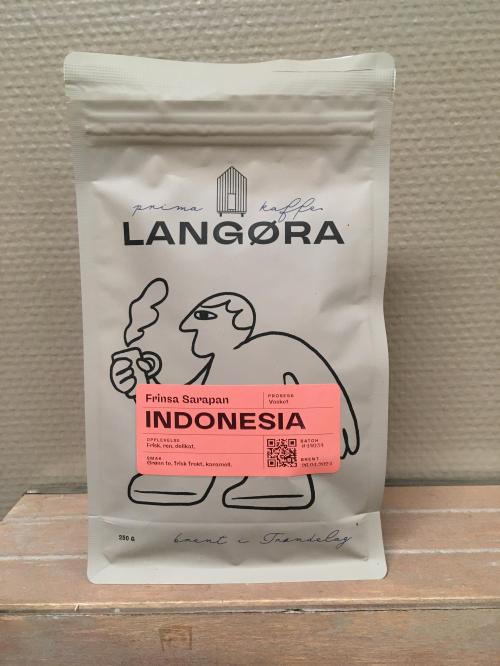 prima kaffe
LANGØRA
Frinsa Sarapan
PROSESS
Vasket
INDONESIA
OPPLEVELSE
Frisk, ren, delikat.
BATCH
SMAK
Grønn te, frisk frukt, karamell.
BRENT
250 G
brent i Trøndelag